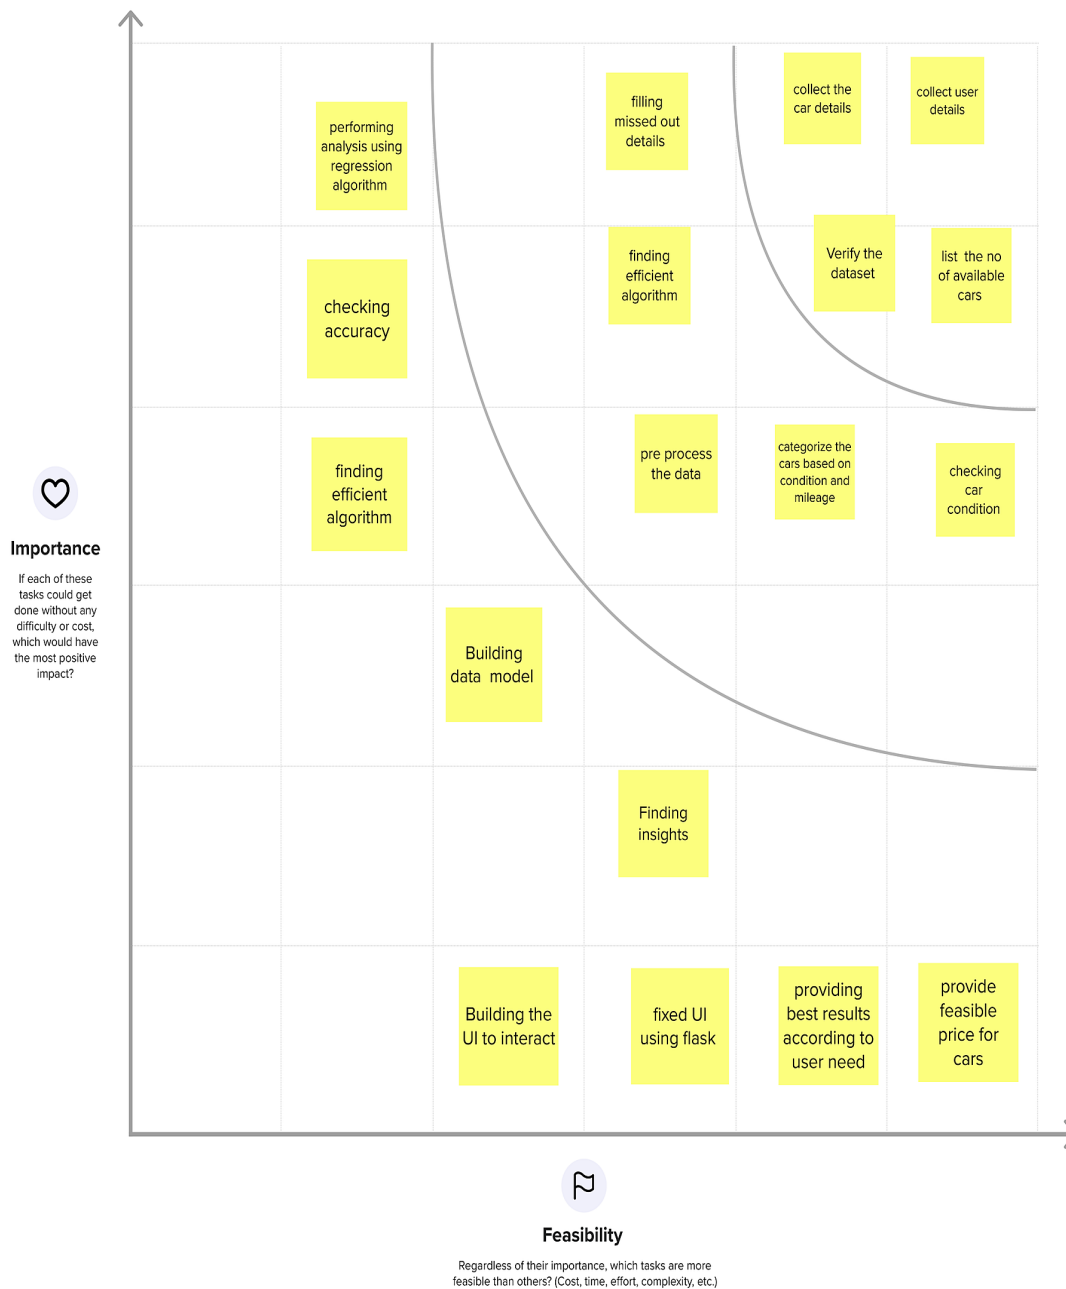 performing
analysis using
regression
algorithm
filling
missed out
details
collect the
car details
collect user
details
checking
accuracy
finding
efficient
algorithm
Verify the
dataset
list  the no
of available
cars
finding
efficient
algorithm
pre process
the data
categorize the
cars based on
condition and
mileage
checking
car
condition
Importance
If each of these
tasks could get
done without any
difficulty or cost,
which would have
the most positive
impact?
Building
data  model
Finding
insights
Building the
UI to interact
fixed UI
using flask
providing
best results
according to
user need
provide
feasible
price for
cars
Feasibility
Regardless of their importance, which tasks are more
feasible than others? (Cost, time, effort, complexity, etc.)